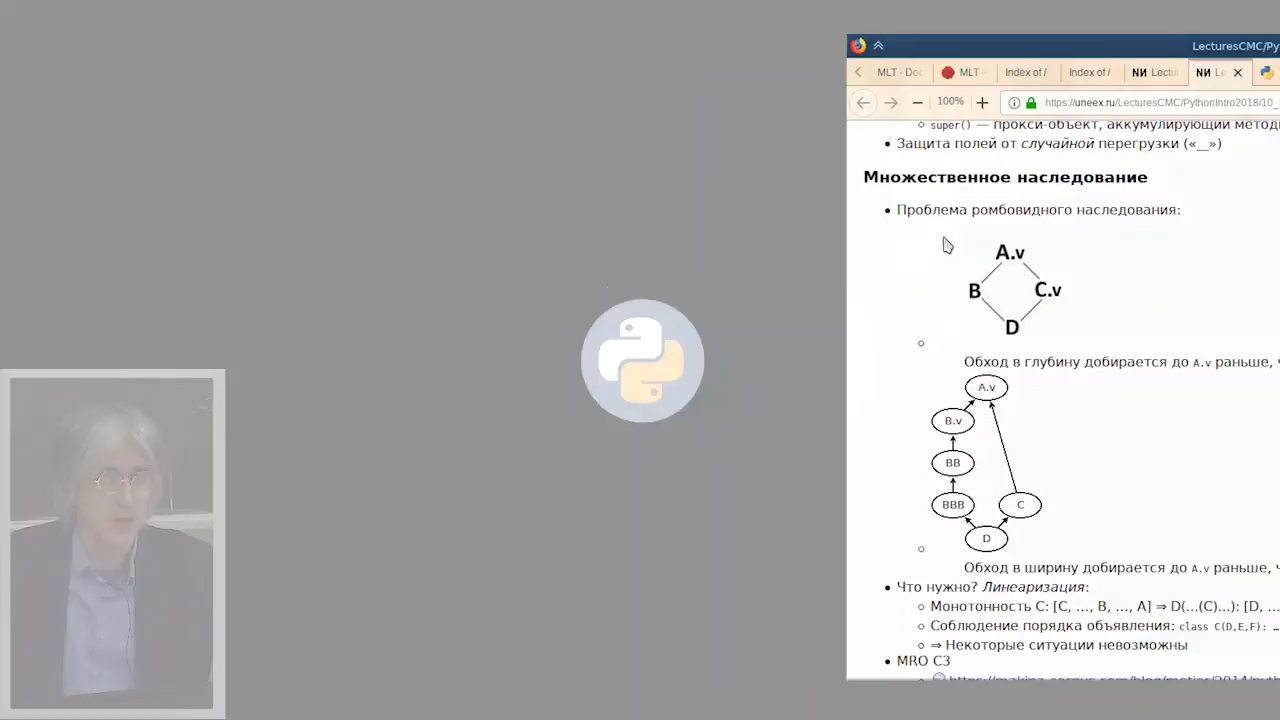 LecturesCMC/Py
MLT - Doc
MLT -
Index of /
Index of /
Lectu
Le
100%
https://uneex.ru/LecturesCMC/PythonIntro2018/10_
super() — прокси-объект, аккумулирующий метод
Защита полей от случайной перегрузки («__»)
Множественное наследование
Проблема ромбовидного наследования:
A.v
B
C.v
D
Обход в глубину добирается до A.v раньше, ч
A.v
B.v
BB
BBB
C
D
Обход в ширину добирается до A.v раньше, ч
Что нужно? Линеаризация:
Монотонность C: [C, …, B, …, A] ⇒ D(…(C)…): [D, …
Соблюдение порядка объявления: class C(D,E,F): …
⇒ Некоторые ситуации невозможны
MRO C3